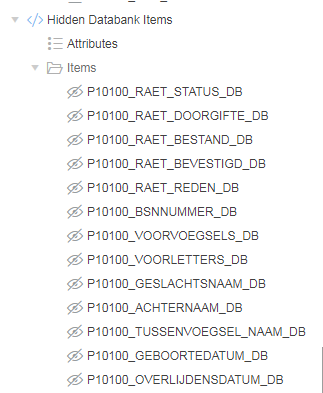 Hidden Databank Items
Attributes
Items
P10100_RAET_STATUS_DB
P10100_RAET_DOORGIFTE_DB
P10100_RAET_BESTAND_DB
P10100_RAET_BEVESTIGD_DB
P10100_RAET_REDEN_DB
P10100_BSNNUMMER_DB
P10100_VOORVOEGSELS_DB
P10100_VOORLETTERS_DB
P10100_GESLACHTSNAAM_DB
P10100_ACHTERNAAM_DB
P10100_TUSSENVOEGSEL_NAAM_DB
P10100_GEBOORTEDATUM_DB
P10100_OVERLIJDENSDATUM_DB